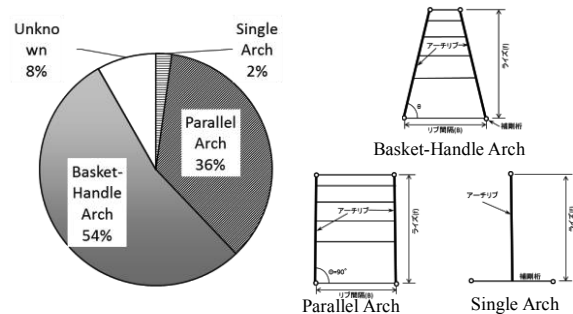 Unkno
wn
8%
Single
Arch
2%
Parallel
Arch
36%
Basket-
Handle
Arch
54%
アーチリブ
ライズ(f)
θ
リブ間隔(B)
補剛桁
Basket-Handle Arch
アーチリブ
ライズ(f)
Θ=90°
リブ間隔(B)
Parallel Arch
アーチリブ
ライズ(f)
補剛桁
Single Arch